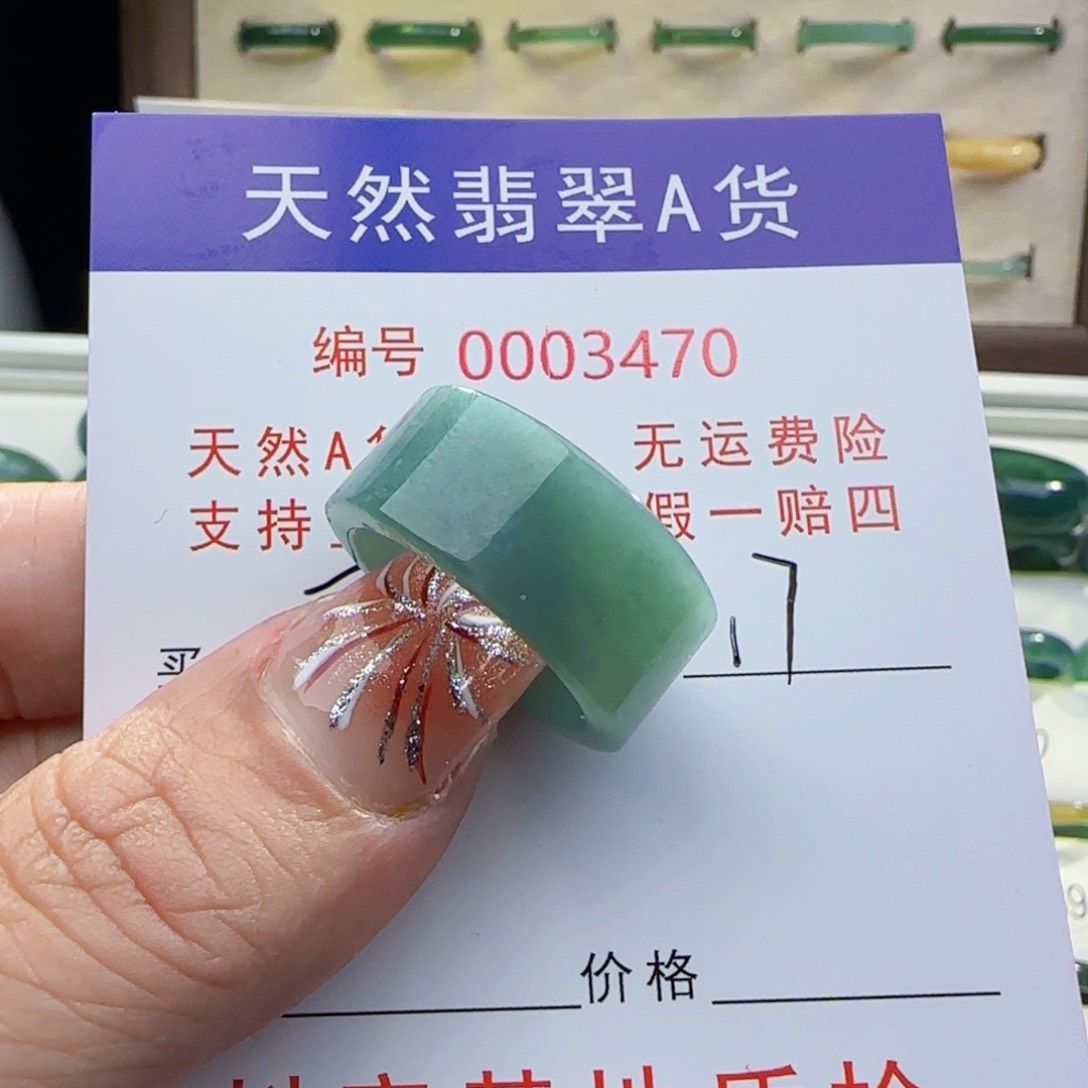 天然翡翠A货
编号 0003470
天然A 无运费险
支持 假一赔四
买 17
价格